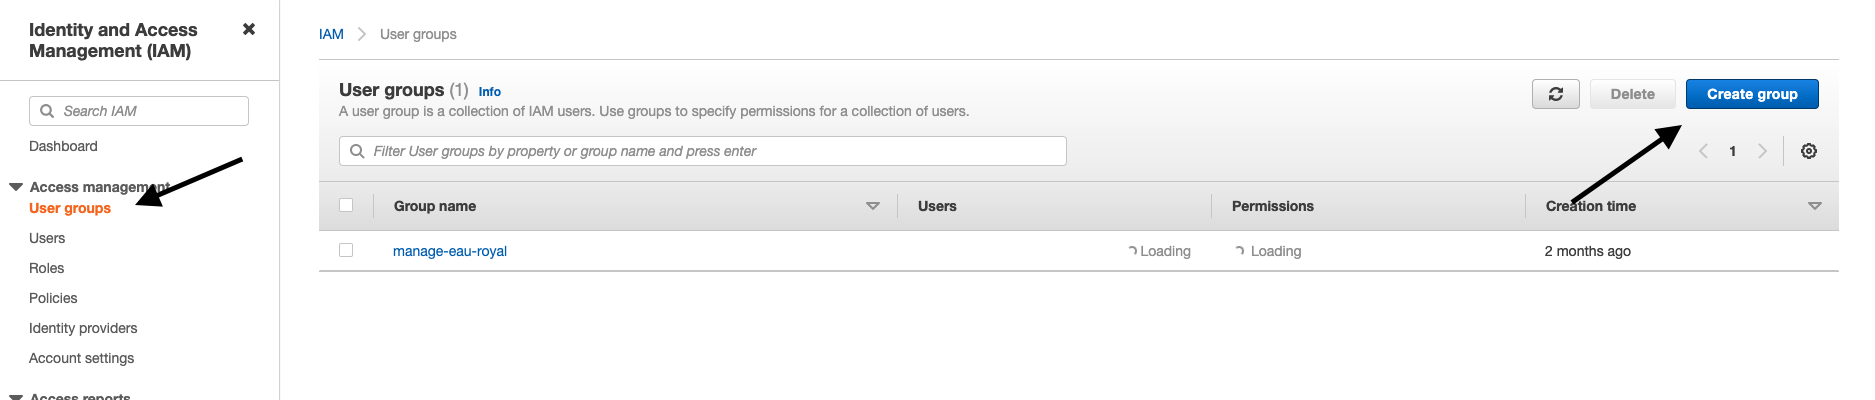 Identity and Access
Management (IAM)
Search IAM
Dashboard
Access management
User groups
Users
Roles
Policies
Identity providers
Account settings
Access reports
IAM > User groups
User groups (1) Info
A user group is a collection of IAM users. Use groups to specify permissions for a collection of users.
Delete
Create group
Filter User groups by property or group name and press enter
1
Group name Users Permissions Creation time
manage-eau-royal Loading Loading 2 months ago